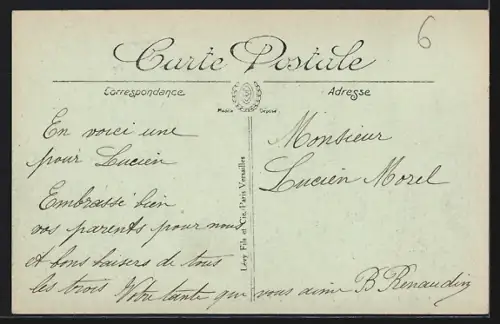 6
Carte Postale
Correspondance
Adresse
Modèle Déposé
En voici une
pour Lucien
Embrasse bien
vos parents pour nous
et bons baisers de tous
les trois Votre tante qui vous aime B Renaudin
Lévy Fils et Cie, Paris-Versailles
Monsieur
Lucien Morel